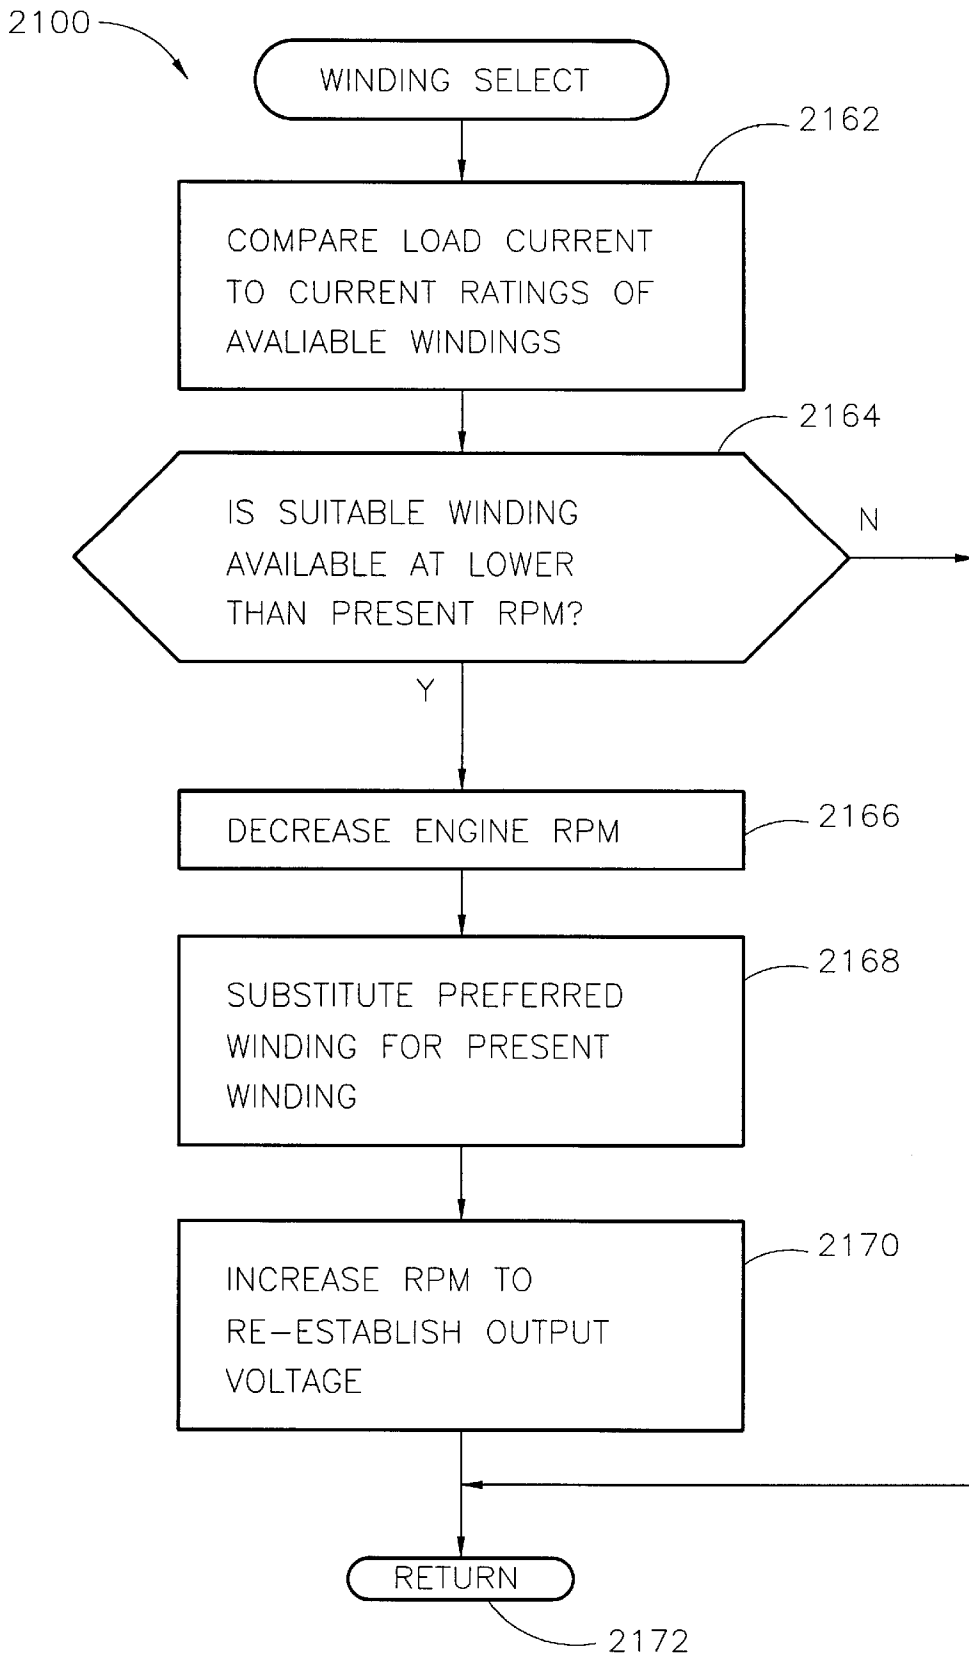 2100
WINDING SELECT
2162
COMPARE LOAD CURRENT
TO CURRENT RATINGS OF
AVALIABLE WINDINGS
2164
IS SUITABLE WINDING
AVAILABLE AT LOWER
THAN PRESENT RPM?
N
Y
2166
DECREASE ENGINE RPM
2168
SUBSTITUTE PREFERRED
WINDING FOR PRESENT
WINDING
2170
INCREASE RPM TO
RE-ESTABLISH OUTPUT
VOLTAGE
RETURN
2172